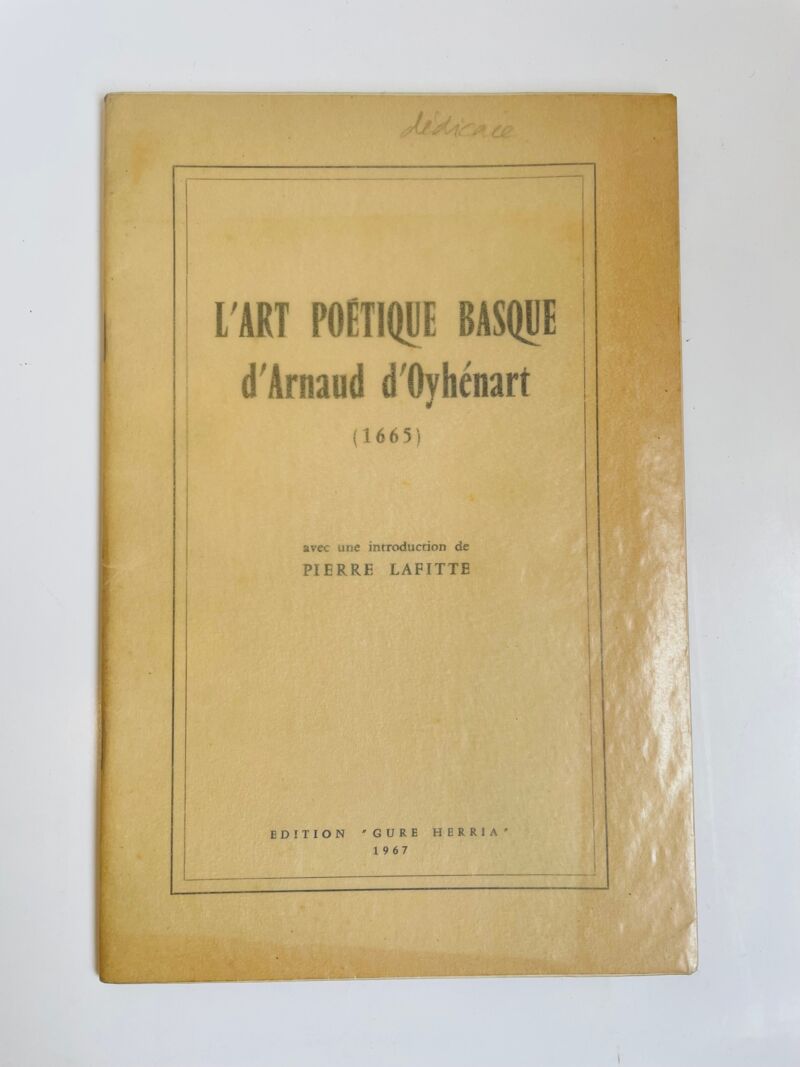 dédicace
L'ART POÉTIQUE BASQUE
d'Arnaud d'Oyhénart
(1665)
avec une introduction de
PIERRE LAFITTE
EDITION "GURE HERRIA"
1967